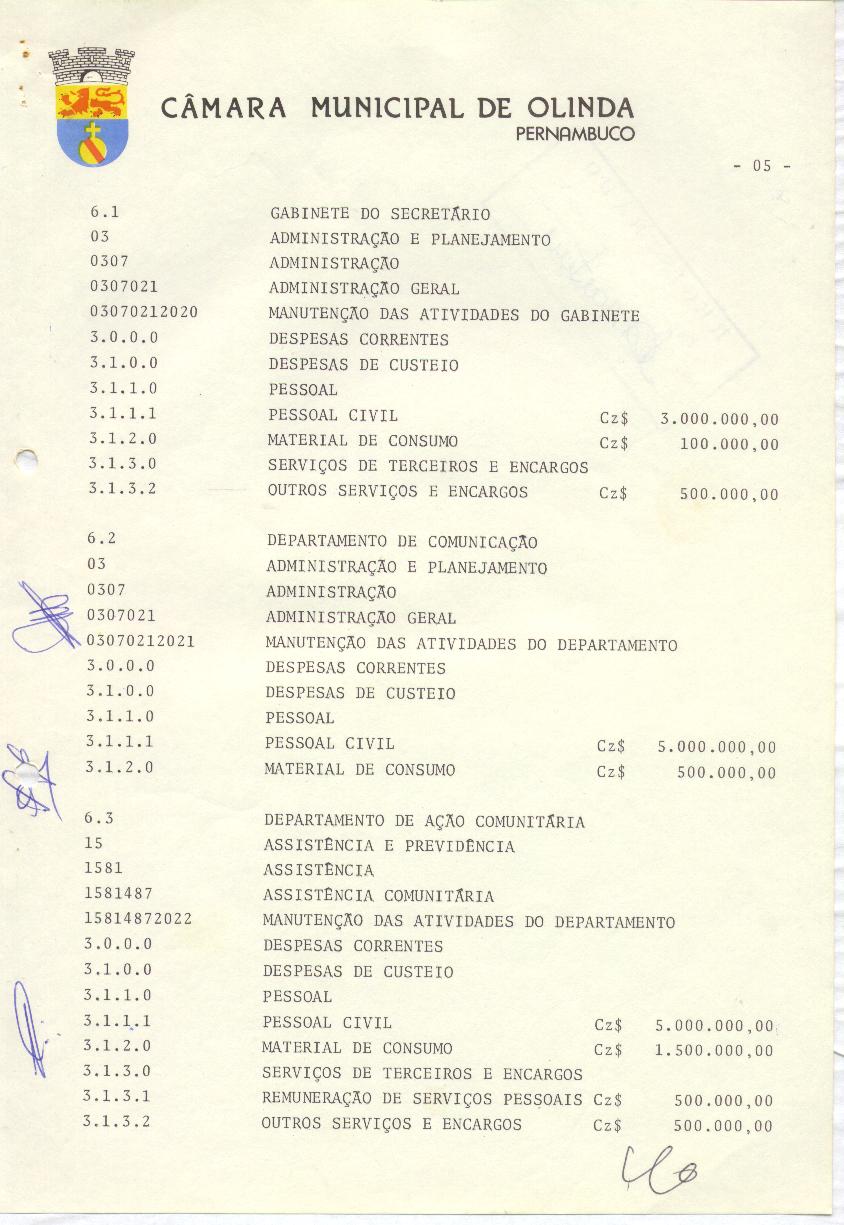 CÂMARA MUNICIPAL DE OLINDA
PERNAMBUCO
- 05 -
6.1 GABINETE DO SECRETÁRIO
03 ADMINISTRAÇÃO E PLANEJAMENTO
0307 ADMINISTRAÇÃO
0307021 ADMINISTRAÇÃO GERAL
03070212020 MANUTENÇÃO DAS ATIVIDADES DO GABINETE
3.0.0.0 DESPESAS CORRENTES
3.1.0.0 DESPESAS DE CUSTEIO
3.1.1.0 PESSOAL
3.1.1.1 PESSOAL CIVIL Cz$ 3.000.000,00
3.1.2.0 MATERIAL DE CONSUMO Cz$ 100.000,00
3.1.3.0 SERVIÇOS DE TERCEIROS E ENCARGOS
3.1.3.2 OUTROS SERVIÇOS E ENCARGOS Cz$ 500.000,00
6.2 DEPARTAMENTO DE COMUNICAÇÃO
03 ADMINISTRAÇÃO E PLANEJAMENTO
0307 ADMINISTRAÇÃO
0307021 ADMINISTRAÇÃO GERAL
03070212021 MANUTENÇÃO DAS ATIVIDADES DO DEPARTAMENTO
3.0.0.0 DESPESAS CORRENTES
3.1.0.0 DESPESAS DE CUSTEIO
3.1.1.0 PESSOAL
3.1.1.1 PESSOAL CIVIL Cz$ 5.000.000,00
3.1.2.0 MATERIAL DE CONSUMO Cz$ 500.000,00
6.3 DEPARTAMENTO DE AÇÃO COMUNITÁRIA
15 ASSISTÊNCIA E PREVIDÊNCIA
1581 ASSISTÊNCIA
1581487 ASSISTÊNCIA COMUNITÁRIA
15814872022 MANUTENÇÃO DAS ATIVIDADES DO DEPARTAMENTO
3.0.0.0 DESPESAS CORRENTES
3.1.0.0 DESPESAS DE CUSTEIO
3.1.1.0 PESSOAL
3.1.1.1 PESSOAL CIVIL Cz$ 5.000.000,00
3.1.2.0 MATERIAL DE CONSUMO Cz$ 1.500.000,00
3.1.3.0 SERVIÇOS DE TERCEIROS E ENCARGOS
3.1.3.1 REMUNERAÇÃO DE SERVIÇOS PESSOAIS Cz$ 500.000,00
3.1.3.2 OUTROS SERVIÇOS E ENCARGOS Cz$ 500.000,00